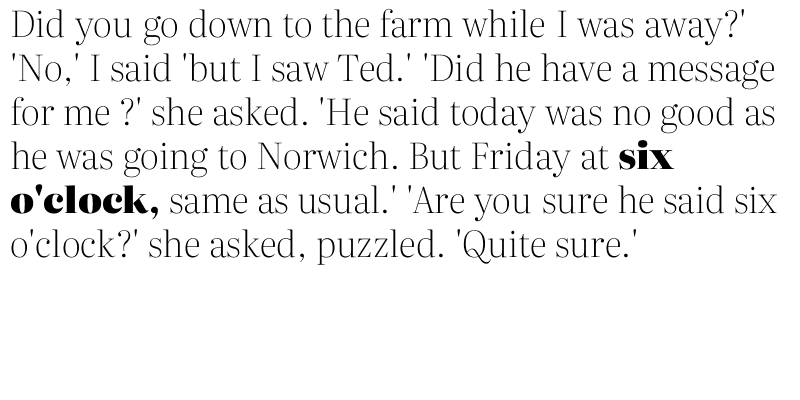 Did you go down to the farm while I was away?'
'No,' I said 'but I saw Ted.' 'Did he have a message
for me ?' she asked. 'He said today was no good as
he was going to Norwich. But Friday at six
o'clock, same as usual.' 'Are you sure he said six
o'clock?' she asked, puzzled. 'Quite sure.'